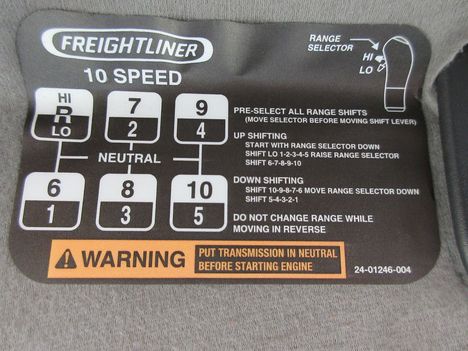 FREIGHTLINER
10 SPEED
RANGE
SELECTOR
HI
LO
HI
R
LO
7
2
9
4
NEUTRAL
6
1
8
3
10
5
PRE-SELECT ALL RANGE SHIFTS
(MOVE SELECTOR BEFORE MOVING SHIFT LEVER)
UP SHIFTING
START WITH RANGE SELECTOR DOWN
SHIFT LO 1-2-3-4-5 RAISE RANGE SELECTOR
SHIFT 6-7-8-9-10
DOWN SHIFTING
SHIFT 10-9-8-7-6 MOVE RANGE SELECTOR DOWN
SHIFT 5-4-3-2-1
DO NOT CHANGE RANGE WHILE
MOVING IN REVERSE
WARNING
PUT TRANSMISSION IN NEUTRAL
BEFORE STARTING ENGINE
24-01246-004